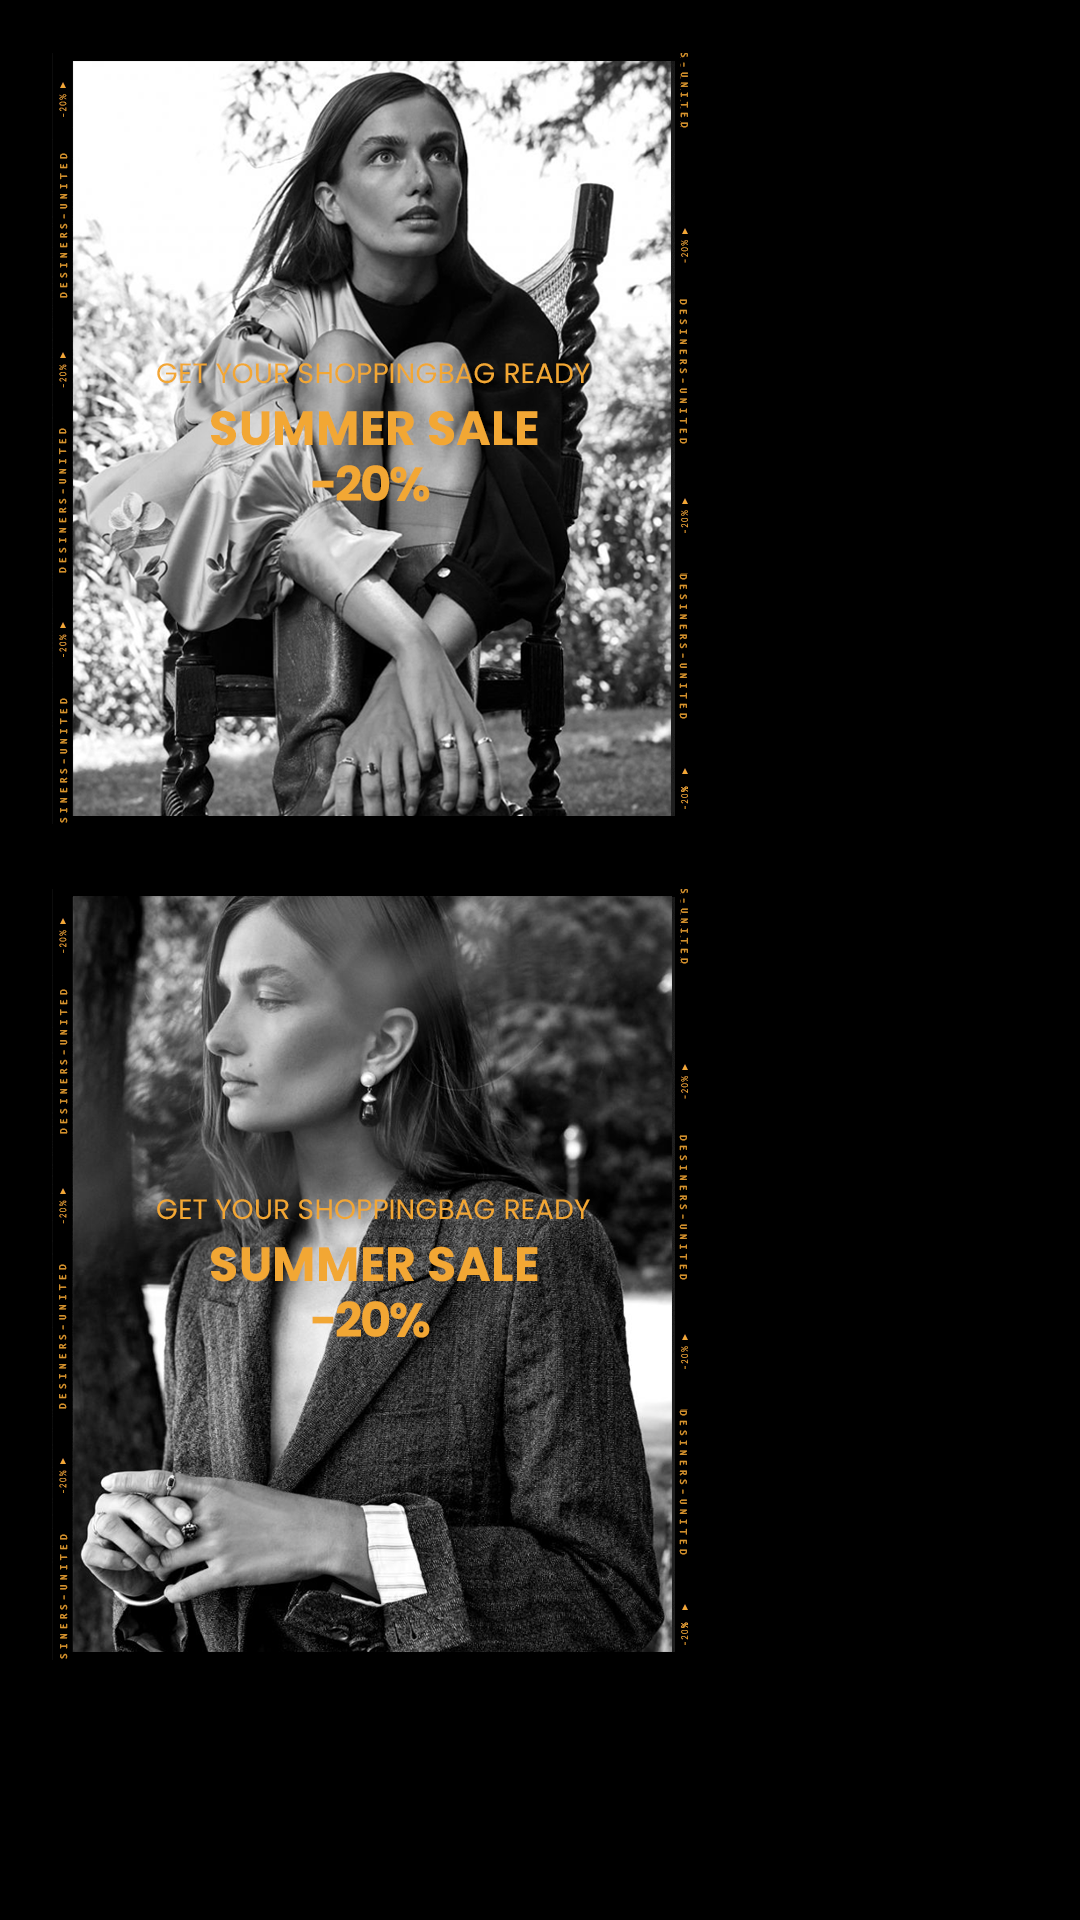 -20% ▲
DESINERS-UNITED
-20% ▲
DESINERS-UNITED
-20% ▲
SINERS-UNITED
GET YOUR SHOPPINGBAG READY
SUMMER SALE
-20%
S-UNITED
▲ -20%
DESINERS-UNITED
▲ -20%
DESINERS-UNITED
▲ -20%
-20% ▲
DESINERS-UNITED
-20% ▲
DESINERS-UNITED
-20% ▲
SINERS-UNITED
GET YOUR SHOPPINGBAG READY
SUMMER SALE
-20%
S-UNITED
▲ -20%
DESINERS-UNITED
▲ -20%
DESINERS-UNITED
▲ -20%